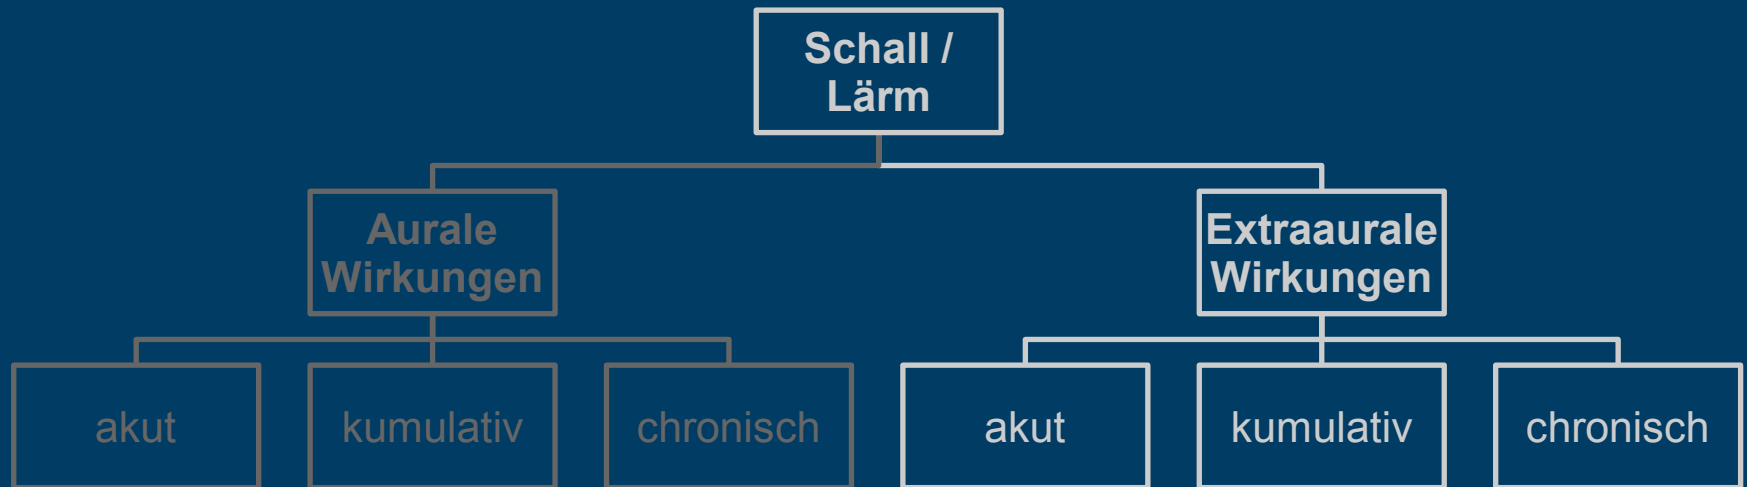 Schall /
Lärm
Aurale
Wirkungen
Extraaurale
Wirkungen
akut
kumulativ
chronisch
akut
kumulativ
chronisch